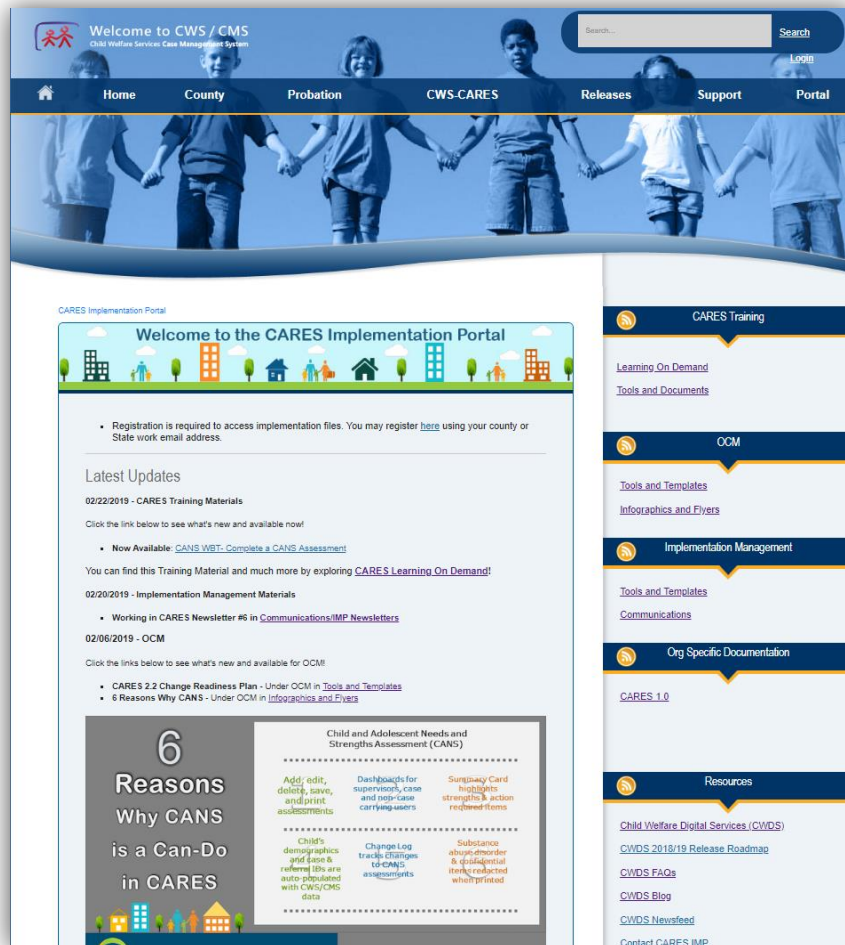 Welcome to CWS / CMS
Child Welfare Services Case Management System
Search...
Search
Login
Home
County
Probation
CWS-CARES
Releases
Support
Portal
CARES Implementation Portal
Welcome to the CARES Implementation Portal
• Registration is required to access implementation files. You may register here using your county or
State work email address.
Latest Updates
02/22/2019 - CARES Training Materials
Click the link below to see what's new and available now!
• Now Available: CANS WBT- Complete a CANS Assessment
You can find this Training Material and much more by exploring CARES Learning On Demand!
02/20/2019 - Implementation Management Materials
• Working in CARES Newsletter #6 in Communications/IMP Newsletters
02/06/2019 - OCM
Click the links below to see what's new and available for OCM!
• CARES 2.2 Change Readiness Plan - Under OCM in Tools and Templates
• 6 Reasons Why CANS - Under OCM in Infographics and Flyers
6
Reasons
Why CANS
is a Can-Do
in CARES
Child and Adolescent Needs and
Strengths Assessment (CANS)
Add, edit,
delete, save,
and print
assessments
Dashboards for
supervisors, case
and non-case
carrying users
Summary Card
highlights
strengths & action
required items
Child's
demographics
and case &
referral IDs are
auto-populated
with CWS/CMS
data
Change Log
tracks changes
to CANS
assessments
Substance
abuse disorder
& confidential
items redacted
when printed
CARES Training
Learning On Demand
Tools and Documents
OCM
Tools and Templates
Infographics and Flyers
Implementation Management
Tools and Templates
Communications
Org Specific Documentation
CARES 1.0
Resources
Child Welfare Digital Services (CWDS)
CWDS 2018/19 Release Roadmap
CWDS FAQs
CWDS Blog
CWDS Newsfeed
Contact CARES IMP